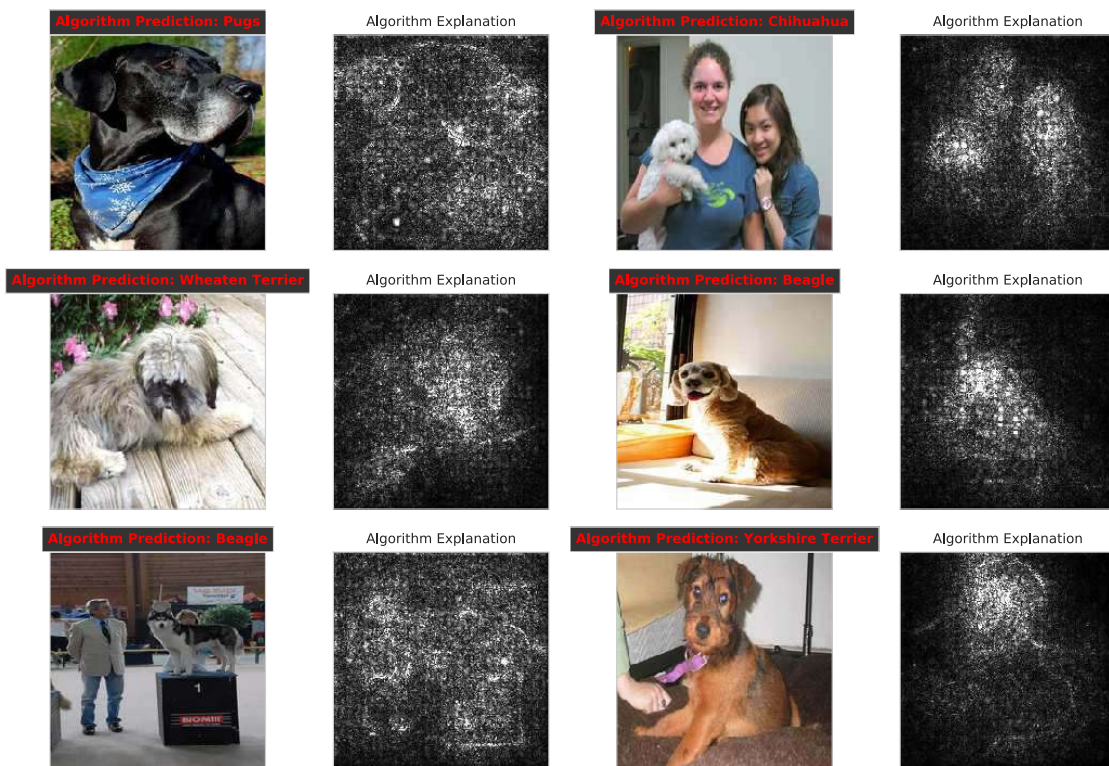 Algorithm Prediction: Pugs
Algorithm Explanation
Algorithm Prediction: Chihuahua
Algorithm Explanation
Algorithm Prediction: Wheaten Terrier
Algorithm Explanation
Algorithm Prediction: Beagle
Algorithm Explanation
Algorithm Prediction: Beagle
Algorithm Explanation
Algorithm Prediction: Yorkshire Terrier
Algorithm Explanation
1